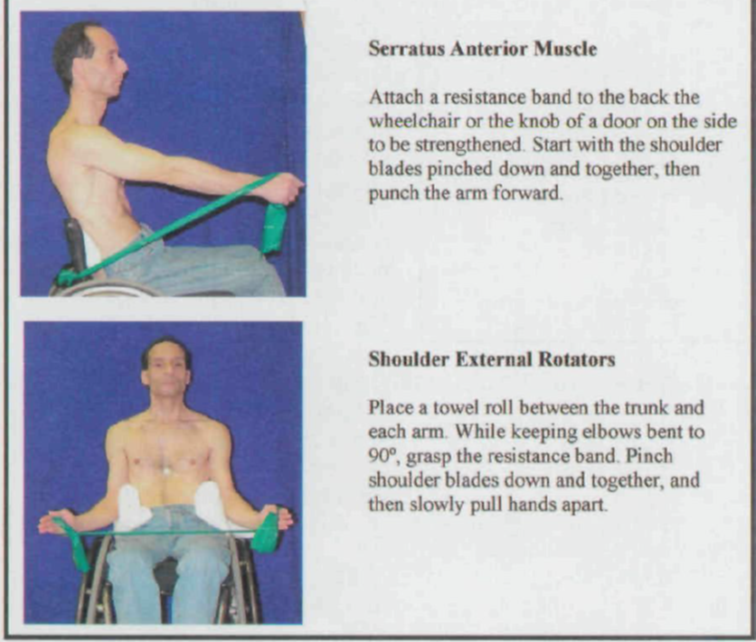 Serratus Anterior Muscle
Attach a resistance band to the back the
wheelchair or the knob of a door on the side
to be strengthened. Start with the shoulder
blades pinched down and together, then
punch the arm forward.
Shoulder External Rotators
Place a towel roll between the trunk and
each arm. While keeping elbows bent to
90º, grasp the resistance band. Pinch
shoulder blades down and together, and
then slowly pull hands apart.